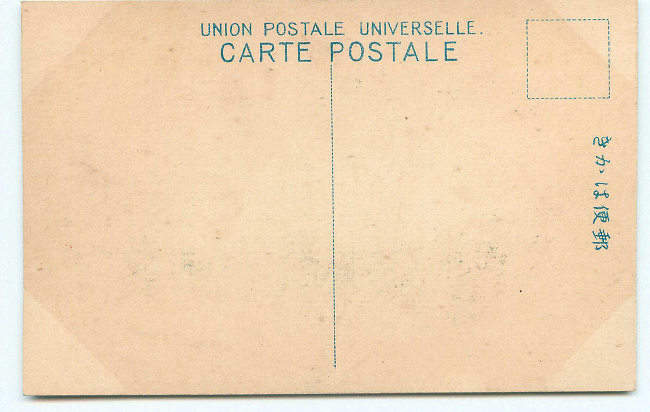 UNION POSTALE UNIVERSELLE.
CARTE POSTALE
きかは便郵